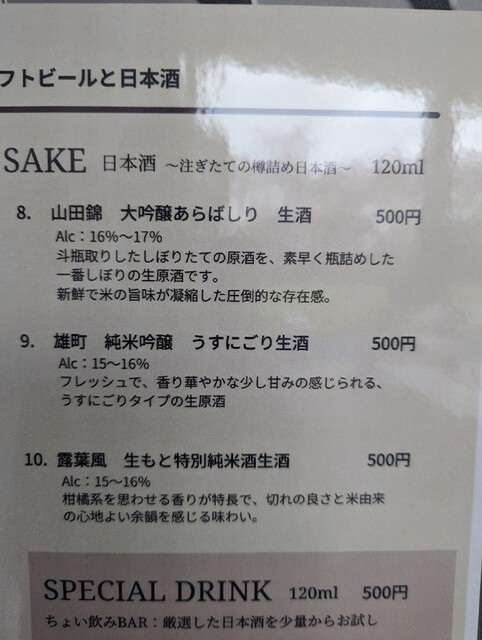 フトビールと日本酒
SAKE 日本酒 ～注ぎたての樽詰め日本酒～ 120ml
8. 山田錦 大吟醸あらばしり 生酒 500円
Alc：16%～17%
斗瓶取りしたしぼりたての原酒を、素早く瓶詰めした
一番しぼりの生原酒です。
新鮮で米の旨味が凝縮した圧倒的な存在感。
9. 雄町 純米吟醸 うすにごり生酒 500円
Alc：15～16%
フレッシュで、香り華やかな少し甘みの感じられる、
うすにごりタイプの生原酒
10. 露葉風 生もと特別純米酒生酒 500円
Alc：15～16%
柑橘系を思わせる香りが特長で、切れの良さと米由来
の心地よい余韻を感じる味わい。
SPECIAL DRINK 120ml 500円
ちょい飲みBAR：厳選した日本酒を少量からお試し